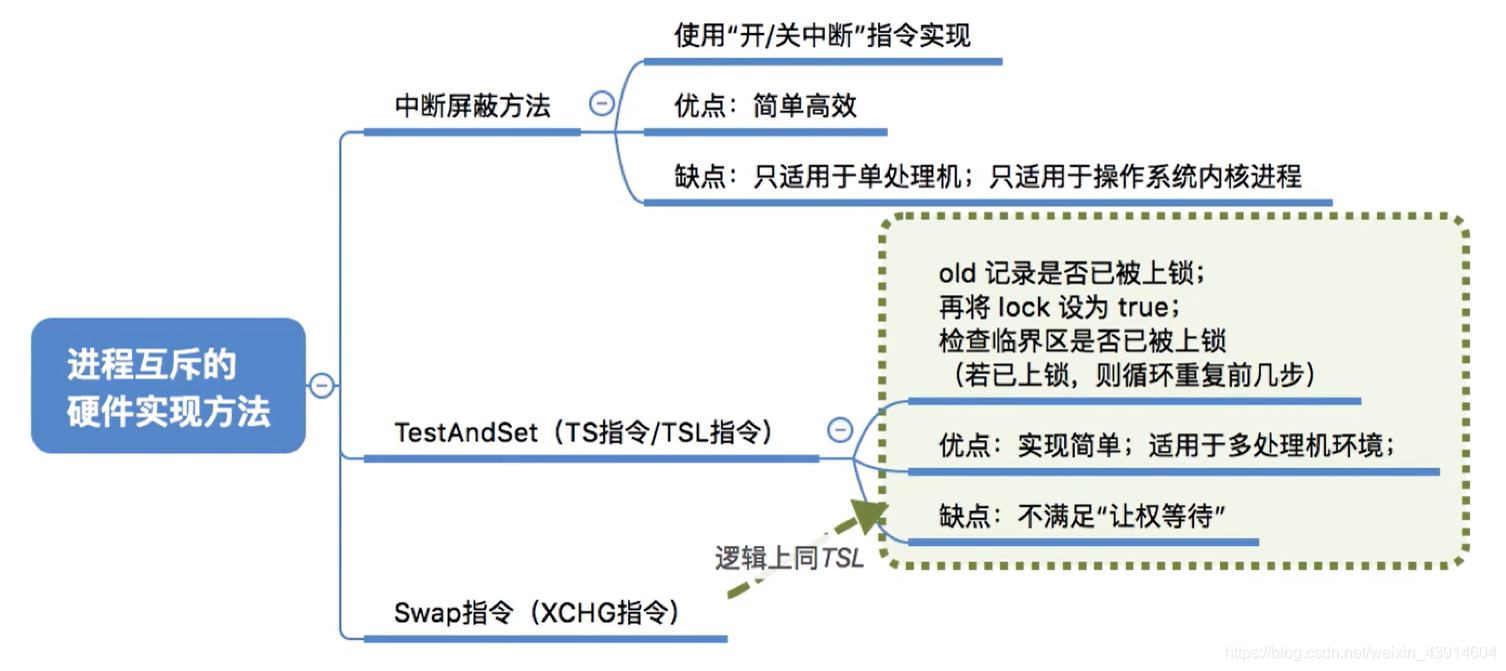 使用“开/关中断”指令实现
中断屏蔽方法
优点：简单高效
缺点：只适用于单处理机；只适用于操作系统内核进程
old 记录是否已被上锁；
再将 lock 设为 true；
检查临界区是否已被上锁
（若已上锁，则循环重复前几步）
进程互斥的
硬件实现方法
TestAndSet（TS指令/TSL指令）
优点：实现简单；适用于多处理机环境；
缺点：不满足“让权等待”
逻辑上同TSL
Swap指令（XCHG指令）
https://blog.csdn.net/weixin_43914604